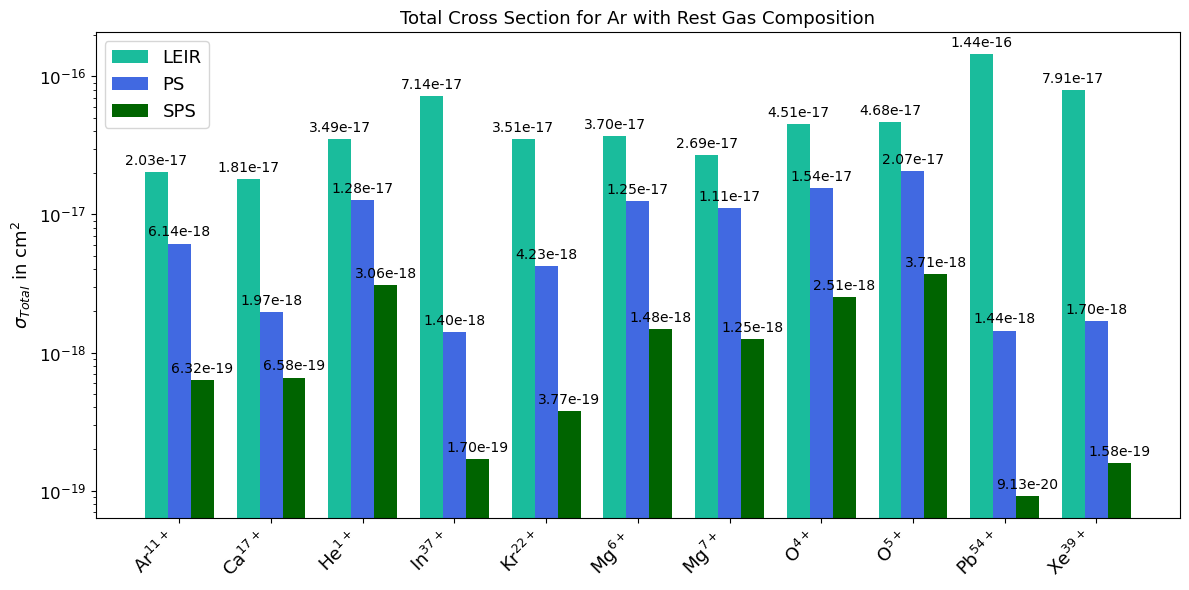 Total Cross Section for Ar with Rest Gas Composition
LEIR
PS
SPS
σ_Total in cm²
10⁻¹⁶
10⁻¹⁷
10⁻¹⁸
10⁻¹⁹
2.03e-17
6.14e-18
6.32e-19
1.81e-17
1.97e-18
6.58e-19
3.49e-17
1.28e-17
3.06e-18
7.14e-17
1.40e-18
1.70e-19
3.51e-17
4.23e-18
3.77e-19
3.70e-17
1.25e-17
1.48e-18
2.69e-17
1.11e-17
1.25e-18
4.51e-17
1.54e-17
2.51e-18
4.68e-17
2.07e-17
3.71e-18
1.44e-16
1.44e-18
9.13e-20
7.91e-17
1.70e-18
1.58e-19
Ar¹¹⁺
Ca¹⁷⁺
He¹⁺
In³⁷⁺
Kr²²⁺
Mg⁶⁺
Mg⁷⁺
O⁴⁺
O⁵⁺
Pb⁵⁴⁺
Xe³⁹⁺